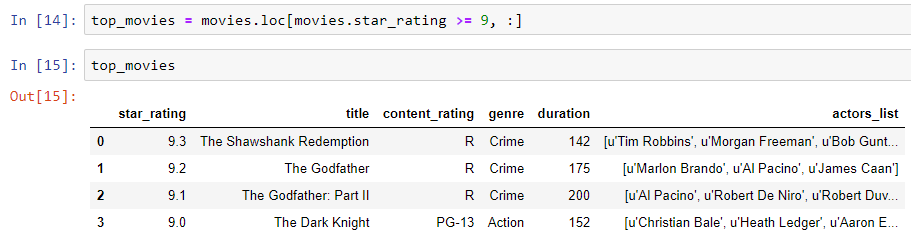 In [14]: top_movies = movies.loc[movies.star_rating >= 9, :]
In [15]: top_movies
Out[15]:
star_rating title content_rating genre duration actors_list
0 9.3 The Shawshank Redemption R Crime 142 [u'Tim Robbins', u'Morgan Freeman', u'Bob Gunt...
1 9.2 The Godfather R Crime 175 [u'Marlon Brando', u'Al Pacino', u'James Caan']
2 9.1 The Godfather: Part II R Crime 200 [u'Al Pacino', u'Robert De Niro', u'Robert Duv...
3 9.0 The Dark Knight PG-13 Action 152 [u'Christian Bale', u'Heath Ledger', u'Aaron E...